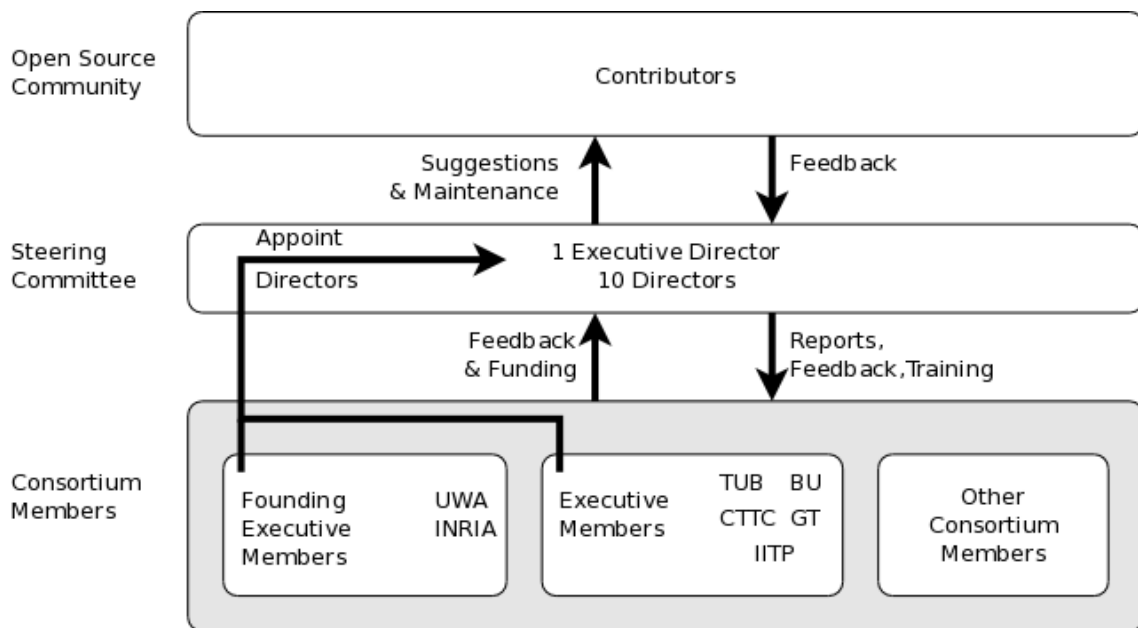 Open Source
Community
Contributors
Suggestions
& Maintenance
Feedback
Steering
Committee
Appoint
Directors
1 Executive Director
10 Directors
Feedback
& Funding
Reports,
Feedback,Training
Consortium
Members
Founding
Executive
Members
UWA
INRIA
Executive
Members
TUB BU
CTTC GT
IITP
Other
Consortium
Members